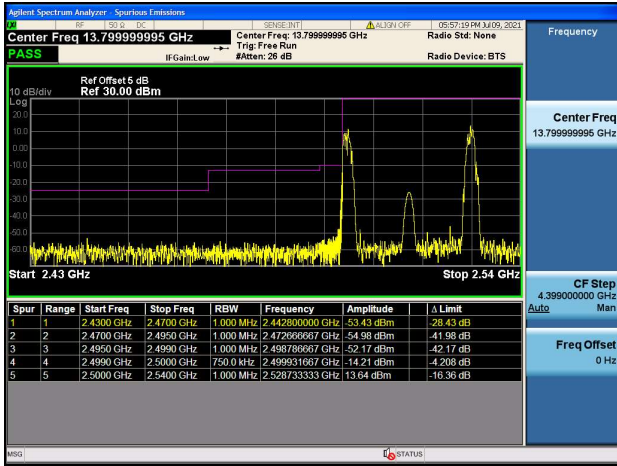 Agilent Spectrum Analyzer - Spurious Emissions
RF 50 Ω DC SENSE:INT ALIGN OFF 05:57:19 PM Jul 09, 2021
Center Freq 13.799999995 GHz
Center Freq: 13.799999995 GHz
Radio Std: None
Trig: Free Run
PASS
IFGain:Low
#Atten: 26 dB
Radio Device: BTS
Ref Offset 5 dB
10 dB/div Ref 30.00 dBm
Log
20.0
10.0
0.00
-10.0
-20.0
-30.0
-40.0
-50.0
-60.0
Start 2.43 GHz
Stop 2.54 GHz
Spur Range Start Freq Stop Freq RBW Frequency Amplitude Δ Limit
1 1 2.4300 GHz 2.4700 GHz 1.000 MHz 2.442800000 GHz -53.43 dBm -28.43 dB
2 2 2.4700 GHz 2.4950 GHz 1.000 MHz 2.472666667 GHz -54.98 dBm -41.98 dB
3 3 2.4950 GHz 2.4990 GHz 1.000 MHz 2.498786667 GHz -52.17 dBm -42.17 dB
4 4 2.4990 GHz 2.5000 GHz 750.0 kHz 2.499931667 GHz -14.21 dBm -4.208 dB
5 5 2.5000 GHz 2.5400 GHz 1.000 MHz 2.528733333 GHz 13.64 dBm -16.36 dB
MSG
STATUS
Frequency
Center Freq
13.799999995 GHz
CF Step
4.399000000 GHz
Auto Man
Freq Offset
0 Hz